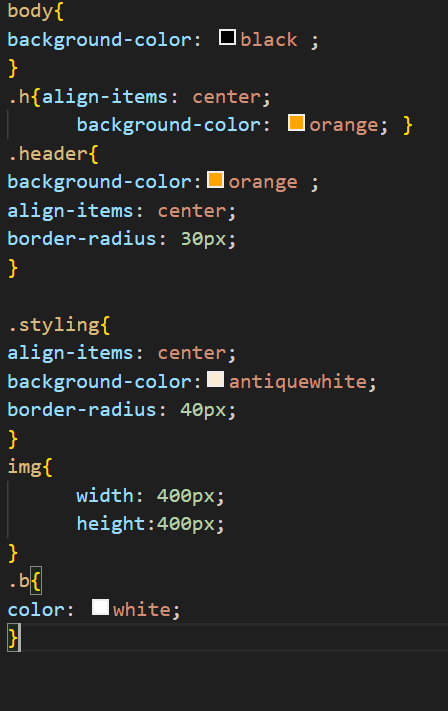 body{
background-color: black ;
}
.h{align-items: center;
background-color: orange; }
.header{
background-color: orange ;
align-items: center;
border-radius: 30px;
}
.styling{
align-items: center;
background-color: antiquewhite;
border-radius: 40px;
}
img{
width: 400px;
height:400px;
}
.b{
color: white;
}